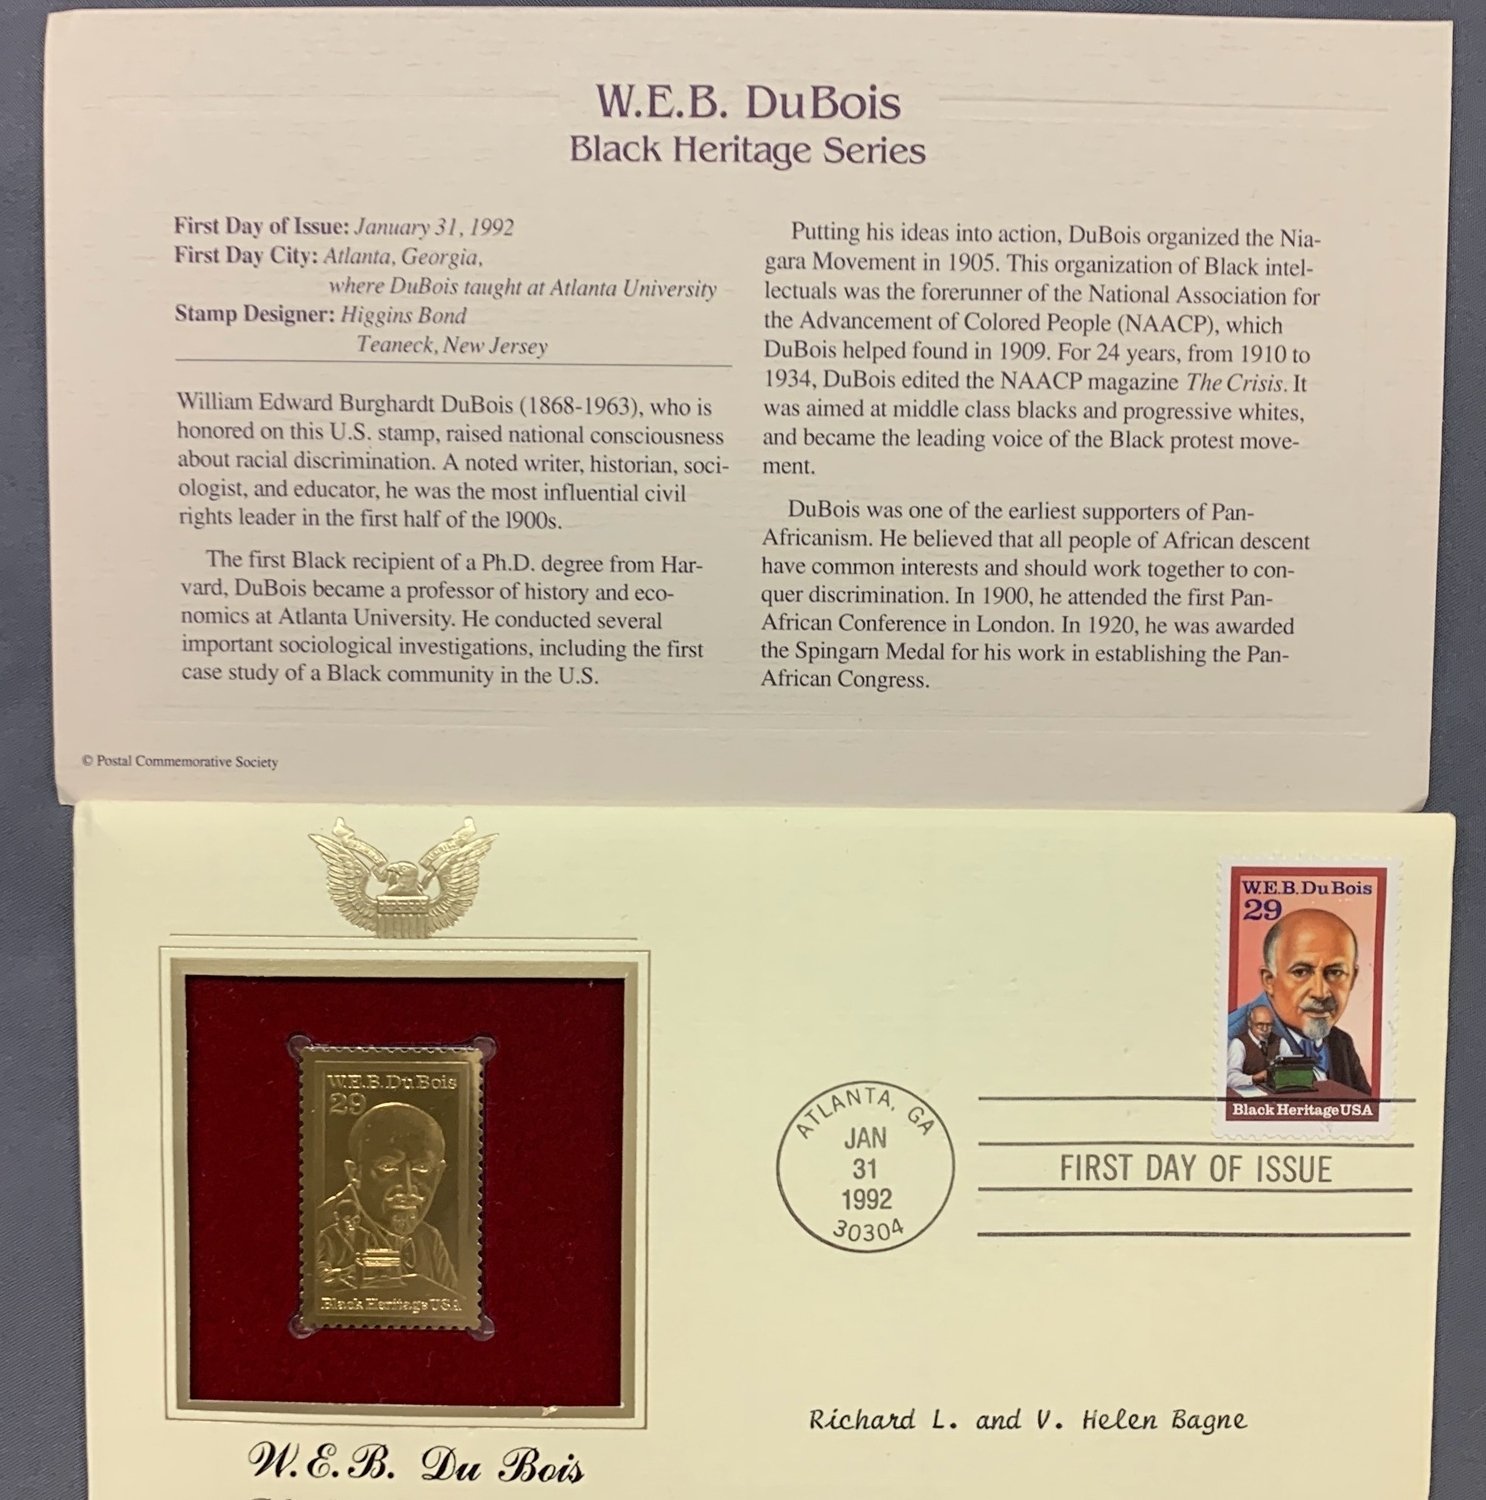 W.E.B. DuBois
Black Heritage Series
First Day of Issue: January 31, 1992
First Day City: Atlanta, Georgia,
where DuBois taught at Atlanta University
Stamp Designer: Higgins Bond
Teaneck, New Jersey
William Edward Burghardt DuBois (1868-1963), who is
honored on this U.S. stamp, raised national consciousness
about racial discrimination. A noted writer, historian, soci-
ologist, and educator, he was the most influential civil
rights leader in the first half of the 1900s.
The first Black recipient of a Ph.D. degree from Har-
vard, DuBois became a professor of history and eco-
nomics at Atlanta University. He conducted several
important sociological investigations, including the first
case study of a Black community in the U.S.
Putting his ideas into action, DuBois organized the Nia-
gara Movement in 1905. This organization of Black intel-
lectuals was the forerunner of the National Association for
the Advancement of Colored People (NAACP), which
DuBois helped found in 1909. For 24 years, from 1910 to
1934, DuBois edited the NAACP magazine The Crisis. It
was aimed at middle class blacks and progressive whites,
and became the leading voice of the Black protest move-
ment.
DuBois was one of the earliest supporters of Pan-
Africanism. He believed that all people of African descent
have common interests and should work together to con-
quer discrimination. In 1900, he attended the first Pan-
African Conference in London. In 1920, he was awarded
the Spingarn Medal for his work in establishing the Pan-
African Congress.
© Postal Commemorative Society
W.E.B. Du Bois
29
Black Heritage USA
W.E.B. Du Bois
29
Black Heritage USA
ATLANTA, GA
JAN
31
1992
30304
FIRST DAY OF ISSUE
Richard L. and V. Helen Bagne
W.E.B. Du Bois